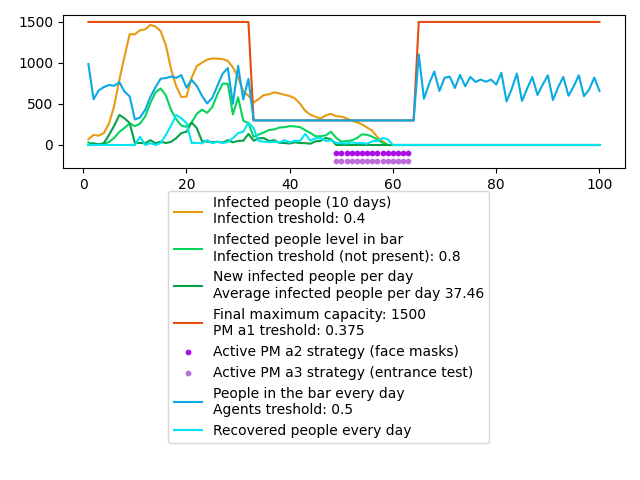 1500
1000
500
0
0 20 40 60 80 100
Infected people (10 days)
Infection treshold: 0.4
Infected people level in bar
Infection treshold (not present): 0.8
New infected people per day
Average infected people per day 37.46
Final maximum capacity: 1500
PM a1 treshold: 0.375
Active PM a2 strategy (face masks)
Active PM a3 strategy (entrance test)
People in the bar every day
Agents treshold: 0.5
Recovered people every day